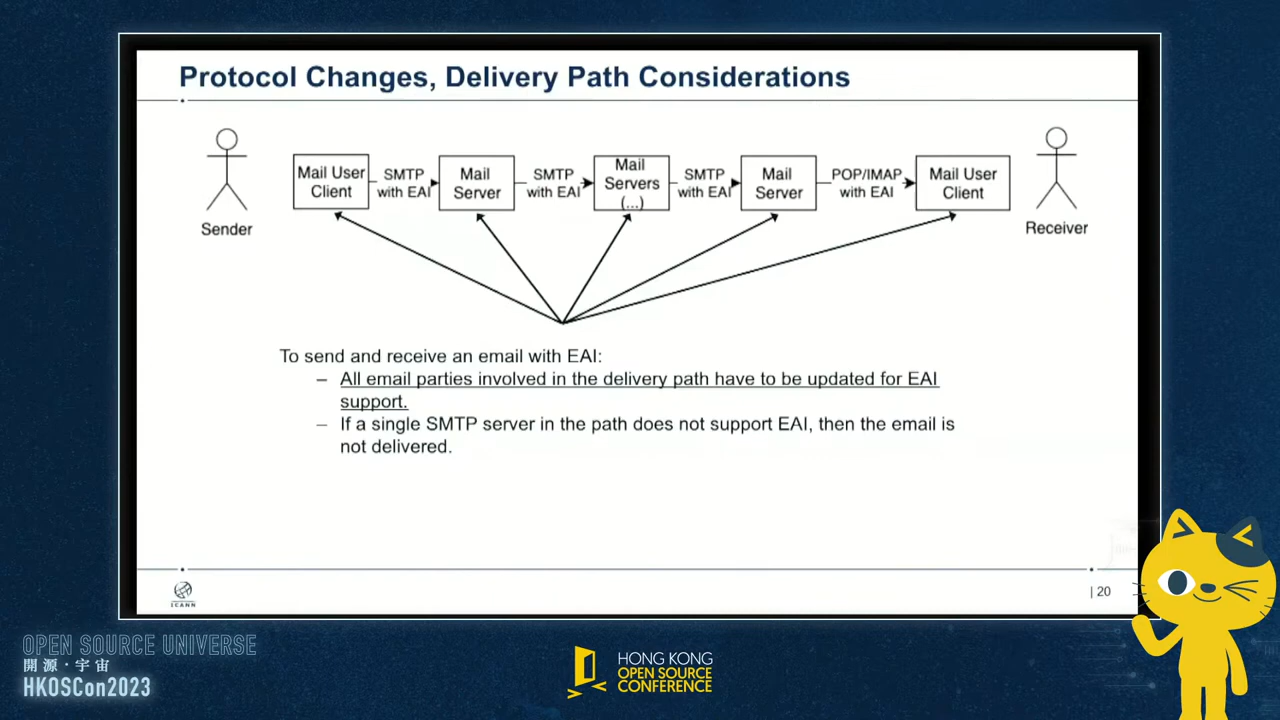 Protocol Changes, Delivery Path Considerations
Mail User
Client
SMTP
with EAI
Mail
Server
SMTP
with EAI
Mail
Servers
(...)
SMTP
with EAI
Mail
Server
POP/IMAP
with EAI
Mail User
Client
Sender
Receiver
To send and receive an email with EAI:
– All email parties involved in the delivery path have to be updated for EAI
support.
– If a single SMTP server in the path does not support EAI, then the email is
not delivered.
ICANN
| 20
OPEN SOURCE UNIVERSE
開源·宇宙
HKOSCon2023
HONG KONG
OPEN SOURCE
CONFERENCE